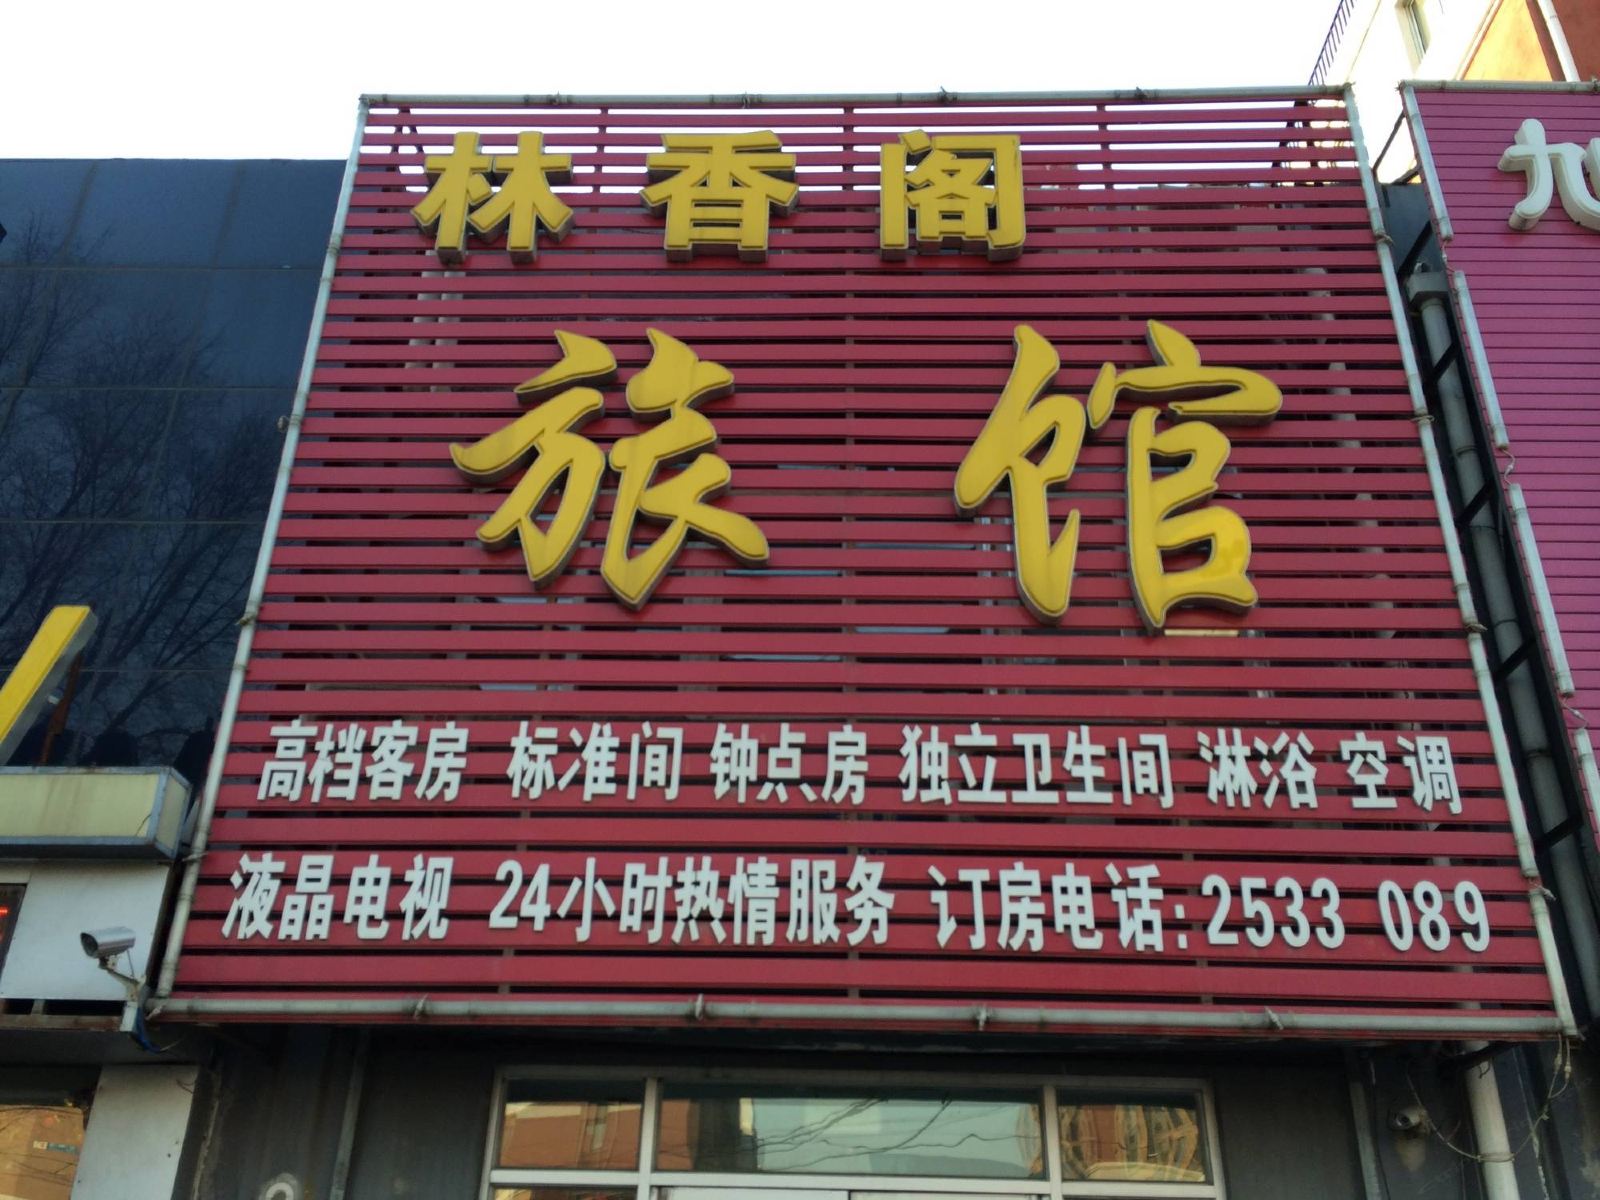 林香阁
旅馆
高档客房 标准间 钟点房 独立卫生间 淋浴 空调
液晶电视 24小时热情服务 订房电话:2533 089